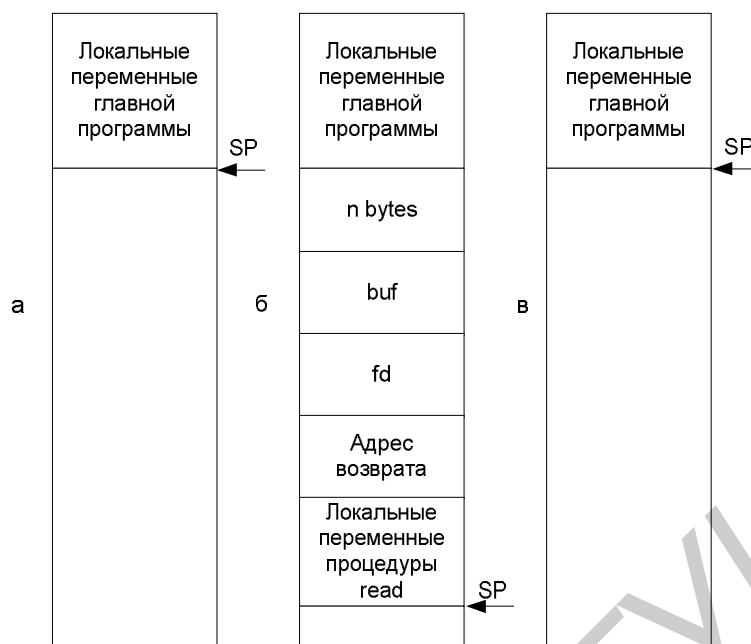 Локальные
переменные
главной
программы
SP
а
Локальные
переменные
главной
программы
n bytes
б
buf
fd
Адрес
возврата
Локальные
переменные
процедуры
read
SP
Локальные
переменные
главной
программы
SP
в